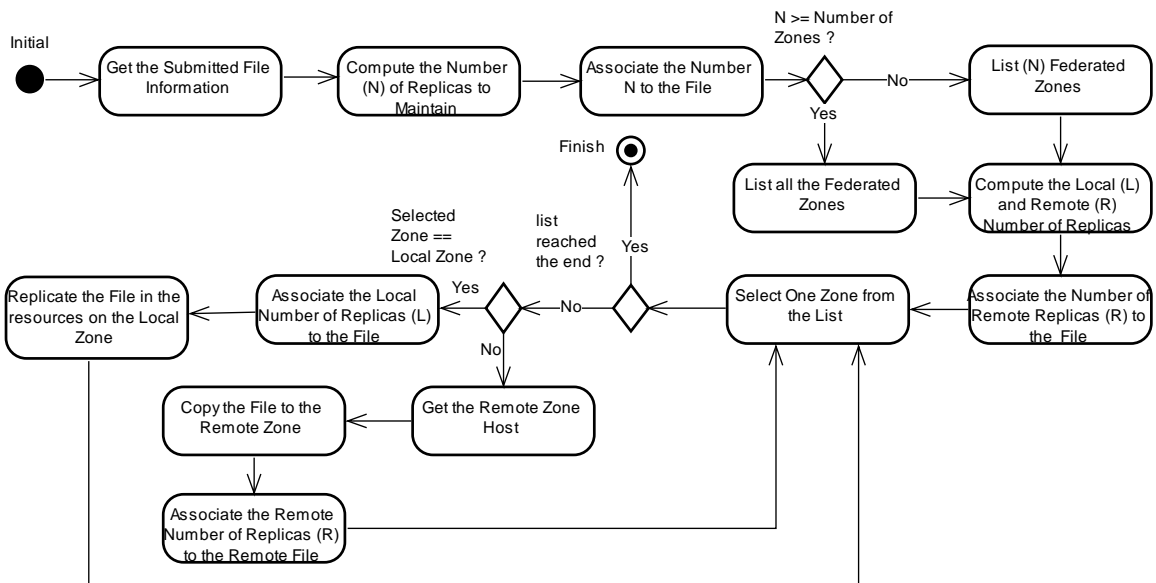 Initial
Get the Submitted File
Information
Compute the Number
(N) of Replicas to
Maintain
Associate the Number
N to the File
N >= Number of
Zones ?
No
List (N) Federated
Zones
Yes
Finish
List all the Federated
Zones
Compute the Local (L)
and Remote (R)
Number of Replicas
Selected
Zone ==
Local Zone ?
list
reached
the end ?
Yes
Replicate the File in the
resources on the Local
Zone
Associate the Local
Number of Replicas (L)
to the File
Yes
No
Select One Zone from
the List
Associate the Number of
Remote Replicas (R) to
the File
No
Copy the File to the
Remote Zone
Get the Remote Zone
Host
Associate the Remote
Number of Replicas (R)
to the Remote File